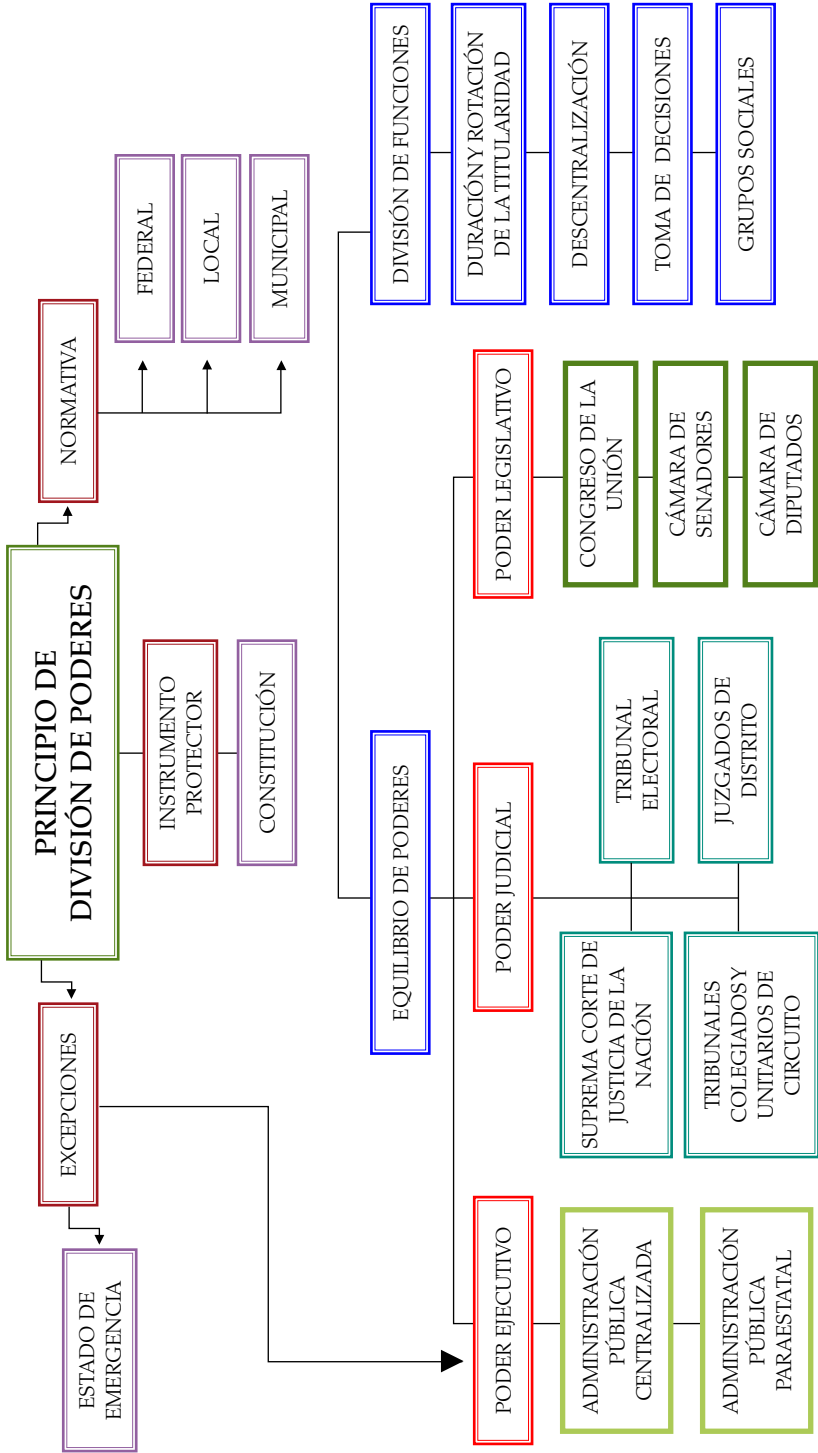 PRINCIPIO DE
DIVISIÓN DE PODERES
EXCEPCIONES
NORMATIVA
ESTADO DE
EMERGENCIA
INSTRUMENTO
PROTECTOR
CONSTITUCIÓN
FEDERAL
LOCAL
MUNICIPAL
EQUILIBRIO DE PODERES
DIVISIÓN DE FUNCIONES
DURACIÓN Y ROTACIÓN
DE LA TITULARIDAD
DESCENTRALIZACIÓN
TOMA DE DECISIONES
GRUPOS SOCIALES
PODER EJECUTIVO
ADMINISTRACIÓN
PÚBLICA
CENTRALIZADA
ADMINISTRACIÓN
PÚBLICA
PARAESTATAL
PODER JUDICIAL
SUPREMA CORTE DE
JUSTICIA DE LA
NACIÓN
TRIBUNAL
ELECTORAL
TRIBUNALES
COLEGIADOS Y
UNITARIOS DE
CIRCUITO
JUZGADOS DE
DISTRITO
PODER LEGISLATIVO
CONGRESO DE LA
UNIÓN
CÁMARA DE
SENADORES
CÁMARA DE
DIPUTADOS